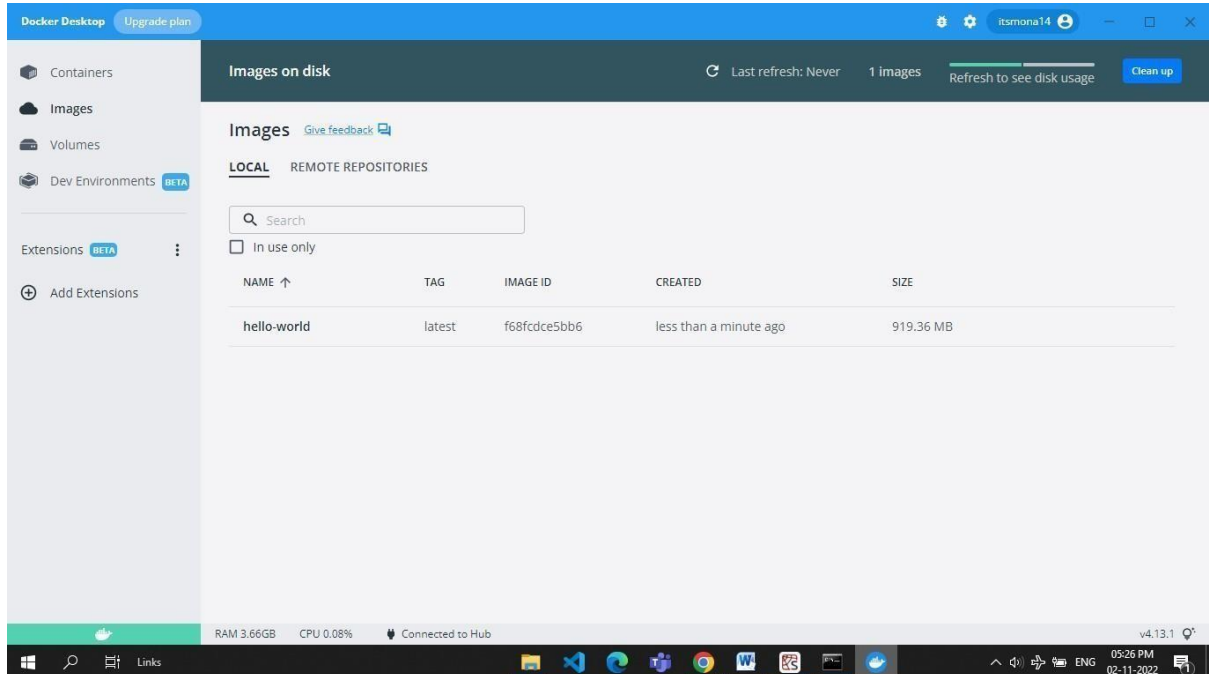 Docker Desktop Upgrade plan itsmona14
Containers
Images
Volumes
Dev Environments BETA
Extensions BETA
Add Extensions
Images on disk Last refresh: Never 1 images Refresh to see disk usage Clean up
Images Give feedback
LOCAL REMOTE REPOSITORIES
Search
In use only
NAME TAG IMAGE ID CREATED SIZE
hello-world latest f68fcdce5bb6 less than a minute ago 919.36 MB
RAM 3.66GB CPU 0.08% Connected to Hub v4.13.1
Links ENG 05:26 PM
02-11-2022